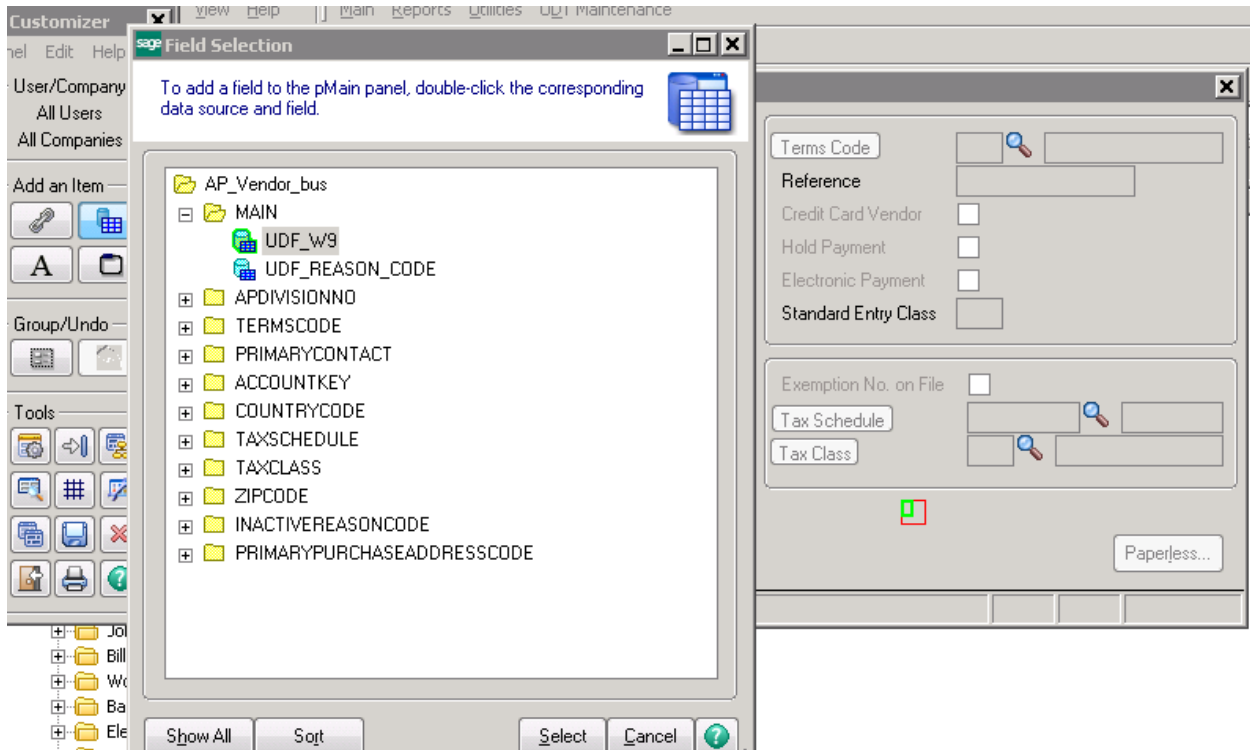 View Help Main Reports Utilities UDT Maintenance
Customizer
Edit Help
User/Company
All Users
All Companies
Add an Item
A
Group/Undo
Tools
sage Field Selection
To add a field to the pMain panel, double-click the corresponding
data source and field.
AP_Vendor_bus
MAIN
UDF_W9
UDF_REASON_CODE
APDIVISIONNO
TERMSCODE
PRIMARYCONTACT
ACCOUNTKEY
COUNTRYCODE
TAXSCHEDULE
TAXCLASS
ZIPCODE
INACTIVEREASONCODE
PRIMARYPURCHASEADDRESSCODE
Show All Sort Select Cancel ?
Terms Code
Reference
Credit Card Vendor
Hold Payment
Electronic Payment
Standard Entry Class
Exemption No. on File
Tax Schedule
Tax Class
Paperless...
Bill
Ba
Ele